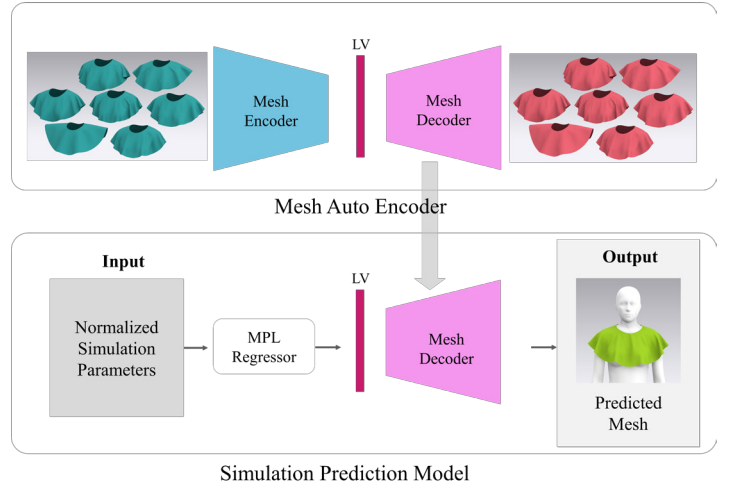 LV
Mesh
Encoder
Mesh
Decoder
Mesh Auto Encoder
Input
Normalized
Simulation
Parameters
MPL
Regressor
LV
Mesh
Decoder
Output
Predicted
Mesh
Simulation Prediction Model